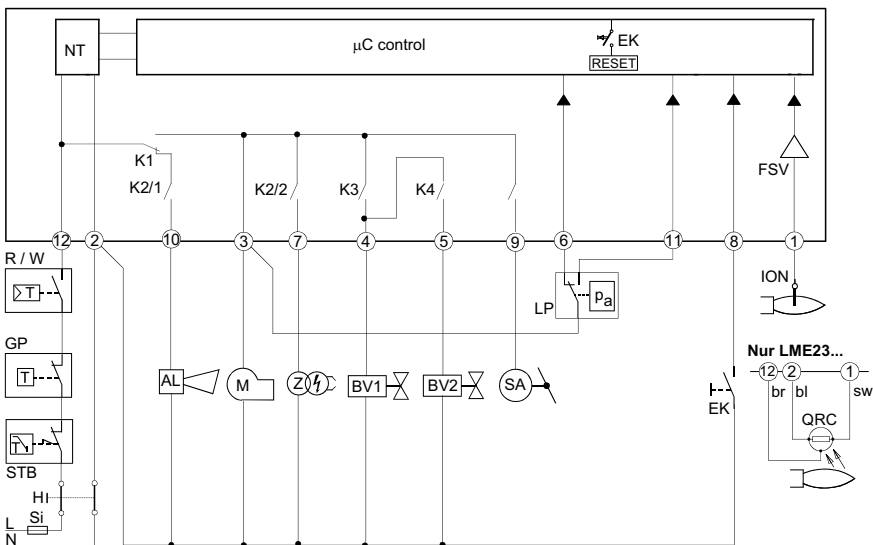 NT
μC control
EK
RESET
FSV
K1
K2/1
K2/2
K3
K4
12
2
10
3
7
4
5
9
6
11
8
1
R / W
T
GP
T
STB
T
H
Si
L
N
AL
M
Z
BV1
BV2
SA
LP
pa
EK
ION
Nur LME23...
12
2
1
br
bl
sw
QRC